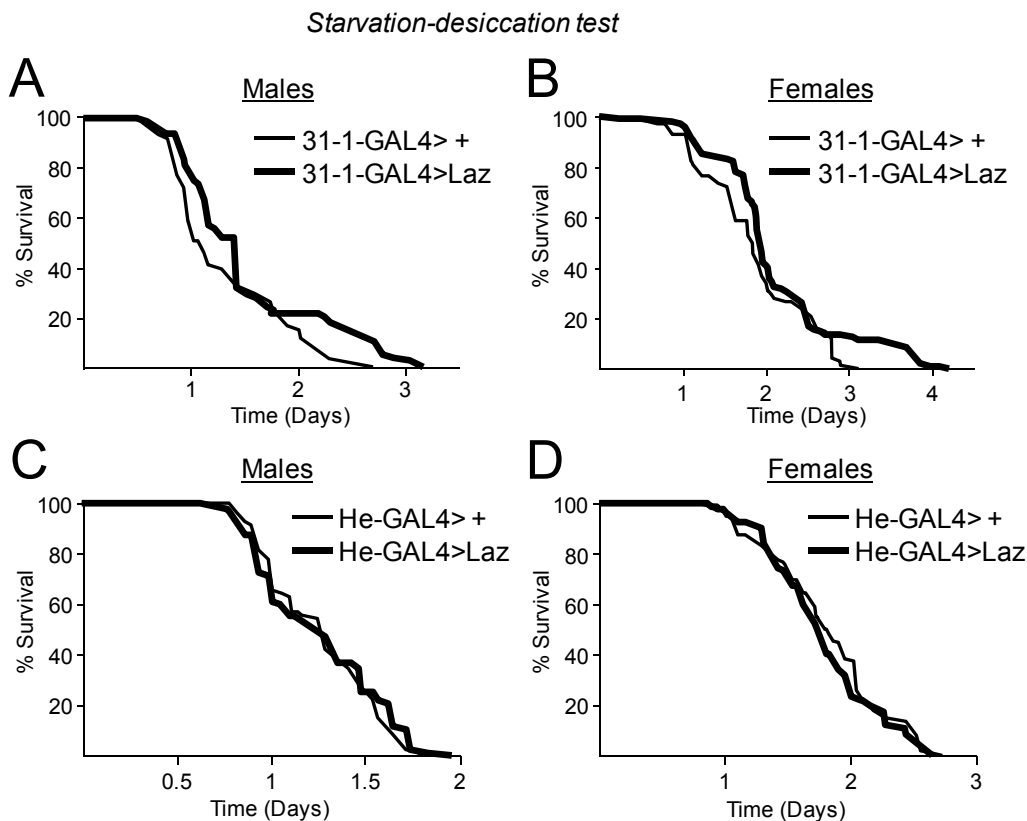 Starvation-desiccation test
A
Males
31-1-GAL4> +
31-1-GAL4>Laz
% Survival
100
80
60
40
20
1
2
3
Time (Days)
B
Females
31-1-GAL4> +
31-1-GAL4>Laz
% Survival
100
80
60
40
20
1
2
3
4
Time (Days)
C
Males
He-GAL4> +
He-GAL4>Laz
% Survival
100
80
60
40
20
0.5
1
1.5
2
Time (Days)
D
Females
He-GAL4> +
He-GAL4>Laz
% Survival
100
80
60
40
20
1
2
3
Time (Days)